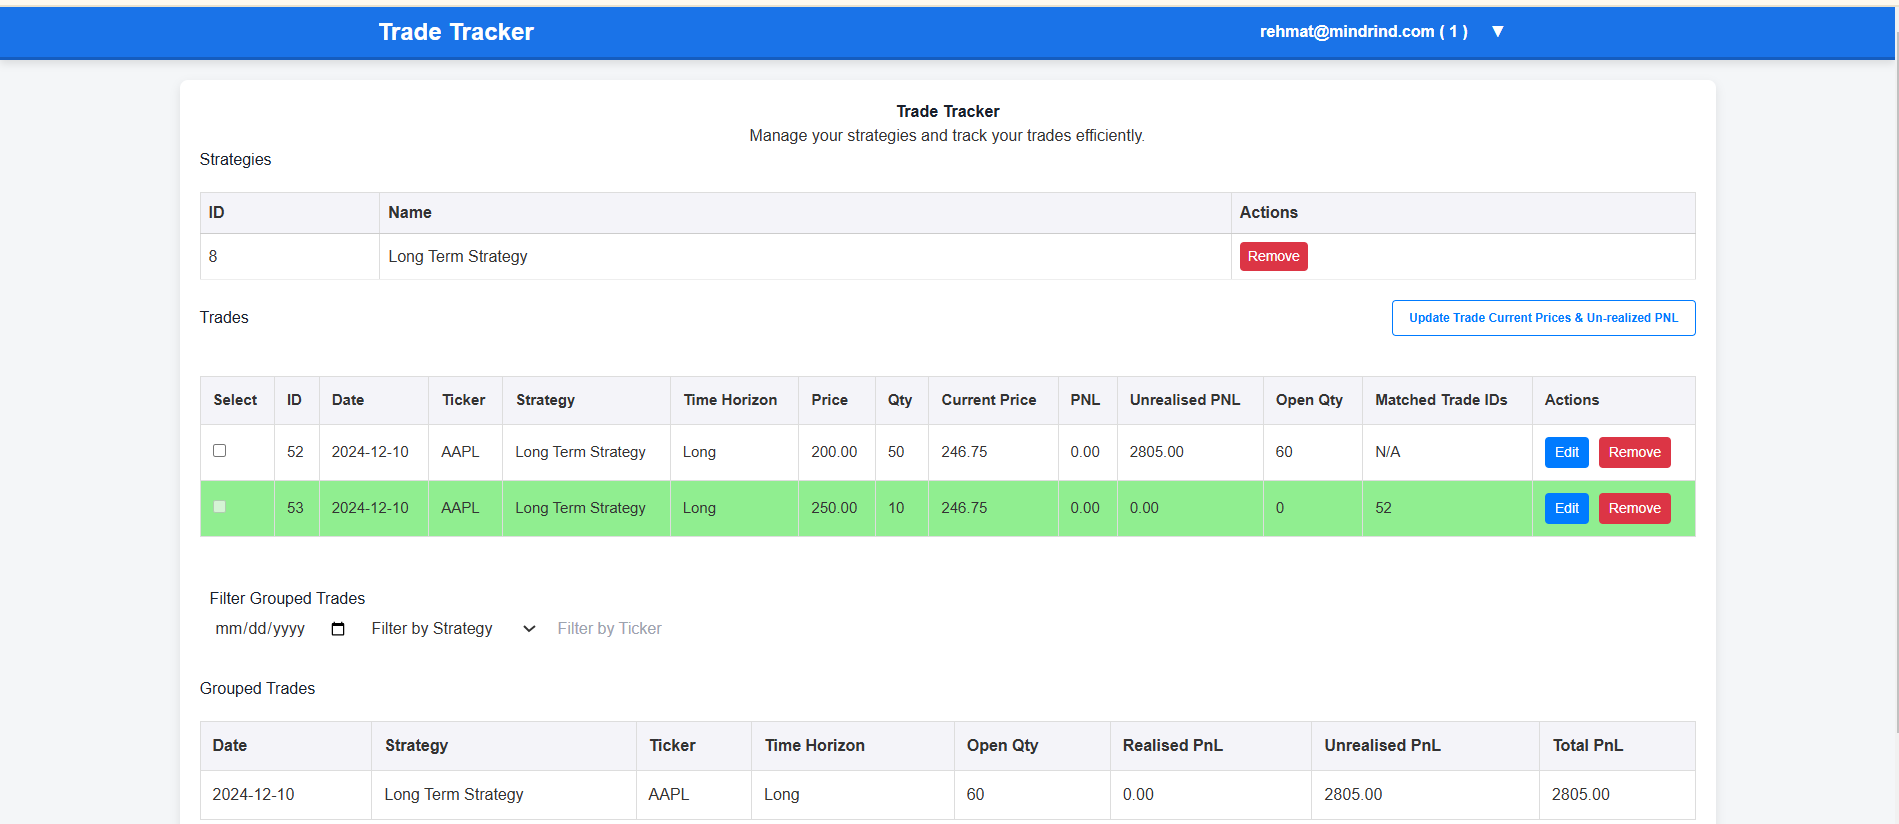 Trade Tracker rehmat@mindrind.com ( 1 ) ▼
Trade Tracker
Manage your strategies and track your trades efficiently.
Strategies
ID Name Actions
8 Long Term Strategy Remove
Trades Update Trade Current Prices & Un-realized PNL
Select ID Date Ticker Strategy Time Horizon Price Qty Current Price PNL Unrealised PNL Open Qty Matched Trade IDs Actions
52 2024-12-10 AAPL Long Term Strategy Long 200.00 50 246.75 0.00 2805.00 60 N/A Edit Remove
53 2024-12-10 AAPL Long Term Strategy Long 250.00 10 246.75 0.00 0.00 0 52 Edit Remove
Filter Grouped Trades
mm/dd/yyyy Filter by Strategy Filter by Ticker
Grouped Trades
Date Strategy Ticker Time Horizon Open Qty Realised PnL Unrealised PnL Total PnL
2024-12-10 Long Term Strategy AAPL Long 60 0.00 2805.00 2805.00